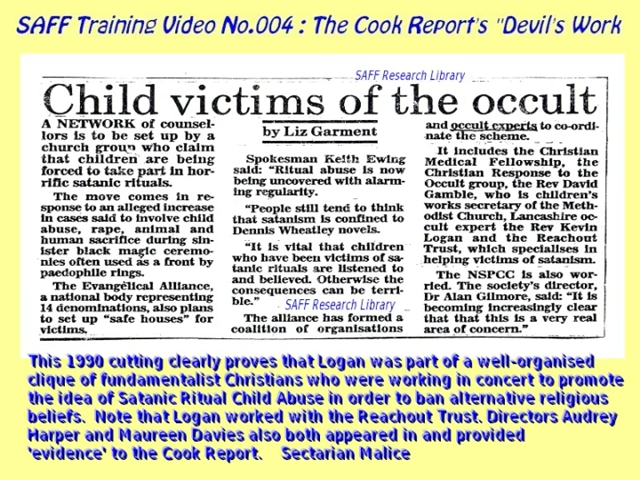 SAFF Training Video No.004 : The Cook Report's "Devil's Work
SAFF Research Library
Child victims of the occult
A NETWORK of counsel-
lors is to be set up by a
church group who claim
that children are being
forced to take part in hor-
rific satanic rituals.
The move comes in re-
sponse to an alleged increase
in cases said to involve child
abuse, rape, animal and
human sacrifice during sin-
ister black magic ceremo-
nies often used as a front by
paedophile rings.
The Evangelical Alliance,
a national body representing
14 denominations, also plans
to set up "safe houses" for
victims.
by Liz Garment
Spokesman Keith Ewing
said: "Ritual abuse is now
being uncovered with alarm-
ing regularity.
"People still tend to think
that satanism is confined to
Dennis Wheatley novels.
"It is vital that children
who have been victims of sa-
tanic rituals are listened to
and believed. Otherwise the
consequences can be terri-
ble."
SAFF Research Library
The alliance has formed a
coalition of organisations
and occult experts to co-ordi-
nate the scheme.
It includes the Christian
Medical Fellowship, the
Christian Response to the
Occult group, the Rev David
Gamble, who is children's
works secretary of the Meth-
odist Church, Lancashire oc-
cult expert the Rev Kevin
Logan and the Reachout
Trust, which specialises in
helping victims of satanism.
The NSPCC is also wor-
ried. The society's director,
Dr Alan Gilmore, said: "It is
becoming increasingly clear
that that this is a very real
area of concern."
This 1990 cutting clearly proves that Logan was part of a well-organised
clique of fundamentalist Christians who were working in concert to promote
the idea of Satanic Ritual Child Abuse in order to ban alternative religious
beliefs. Note that Logan worked with the Reachout Trust. Directors Audrey
Harper and Maureen Davies also both appeared in and provided
'evidence' to the Cook Report. Sectarian Malice